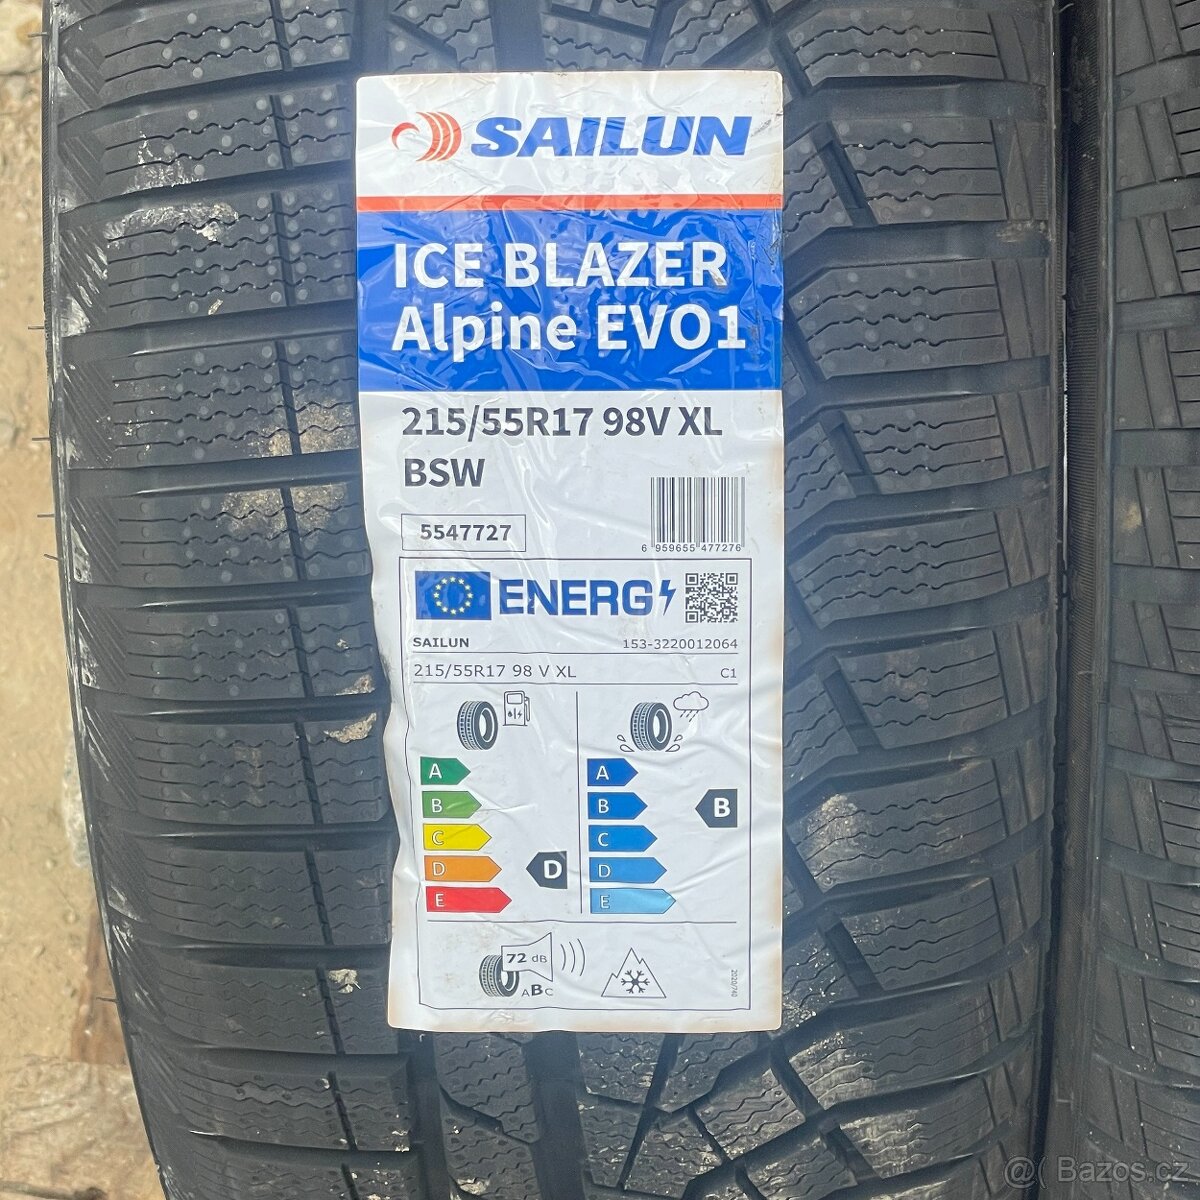 SAILUN
ICE BLAZER
Alpine EVO1
215/55R17 98V XL
BSW
5547727
6 959655 477276
ENERG
SAILUN 153-3220012064
215/55R17 98 V XL C1
A A
B B B
C C
D D D
E E
72 dB
ABC
2020/740
@( Bazos.cz